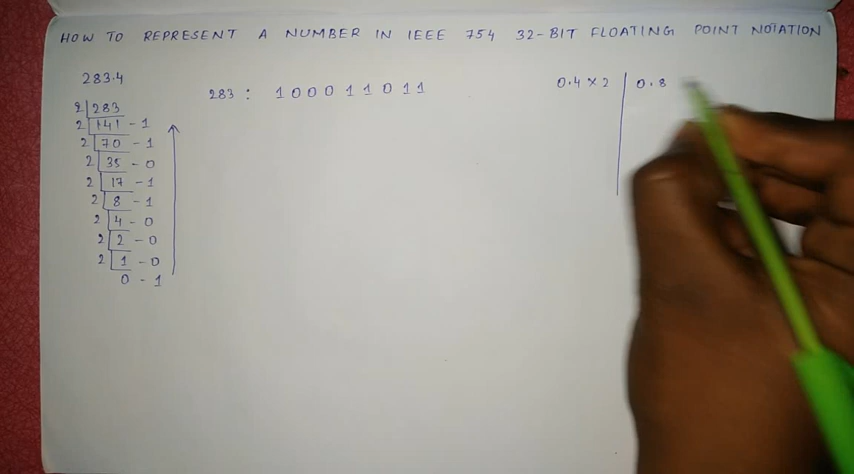 HOW TO REPRESENT A NUMBER IN IEEE 754 32-BIT FLOATING POINT NOTATION
283.4
283 : 1 0 0 0 1 1 0 1 1
0.4 × 2 | 0.8
2 | 283
2 | 141 - 1
2 | 70 - 1
2 | 35 - 0
2 | 17 - 1
2 | 8 - 1
2 | 4 - 0
2 | 2 - 0
2 | 1 - 0
0 - 1